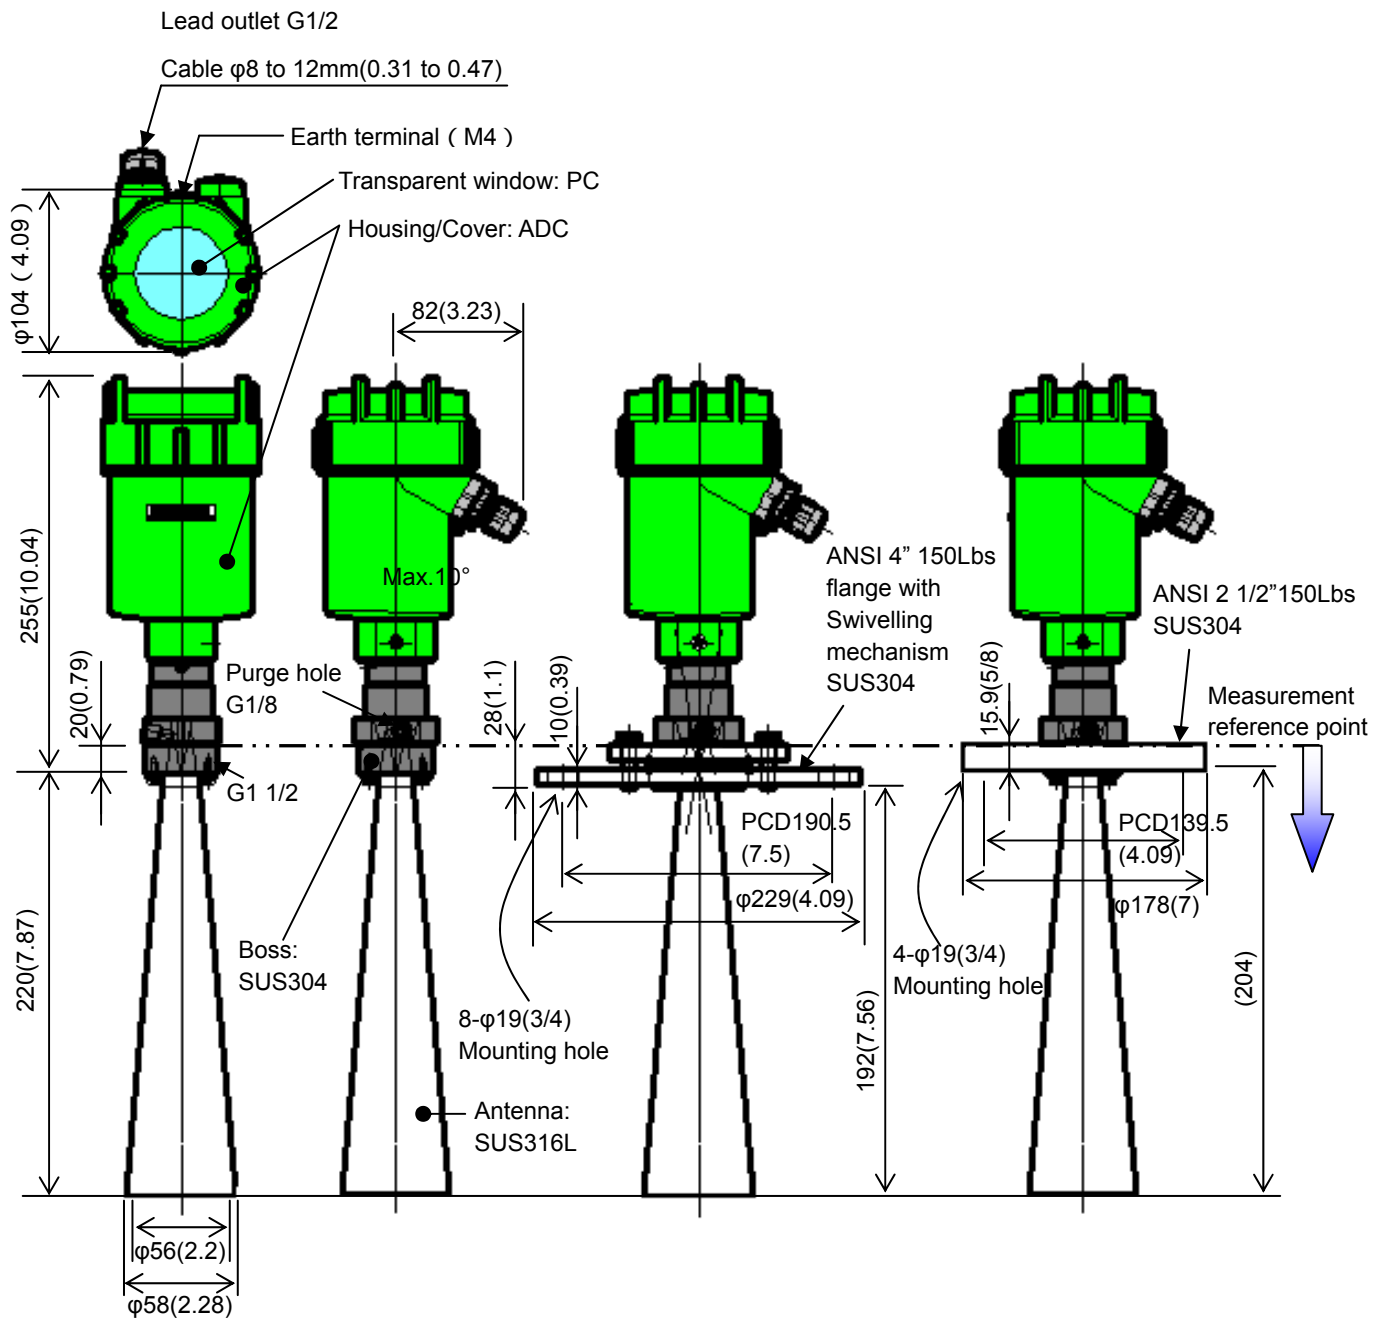 Lead outlet G1/2
Cable φ8 to 12mm(0.31 to 0.47)
Earth terminal ( M4 )
Transparent window: PC
Housing/Cover: ADC
φ104 ( 4.09 )
82(3.23)
255(10.04)
Max.10°
ANSI 4” 150Lbs
flange with
Swivelling
mechanism
SUS304
ANSI 2 1/2”150Lbs
SUS304
Purge hole
G1/8
20(0.79)
28(1.1)
10(0.39)
15.9(5/8)
Measurement
reference point
G1 1/2
PCD190.5
(7.5)
φ229(4.09)
PCD139.5
(4.09)
φ178(7)
220(7.87)
Boss:
SUS304
8-φ19(3/4)
Mounting hole
4-φ19(3/4)
Mounting hole
192(7.56)
(204)
Antenna:
SUS316L
φ56(2.2)
φ58(2.28)